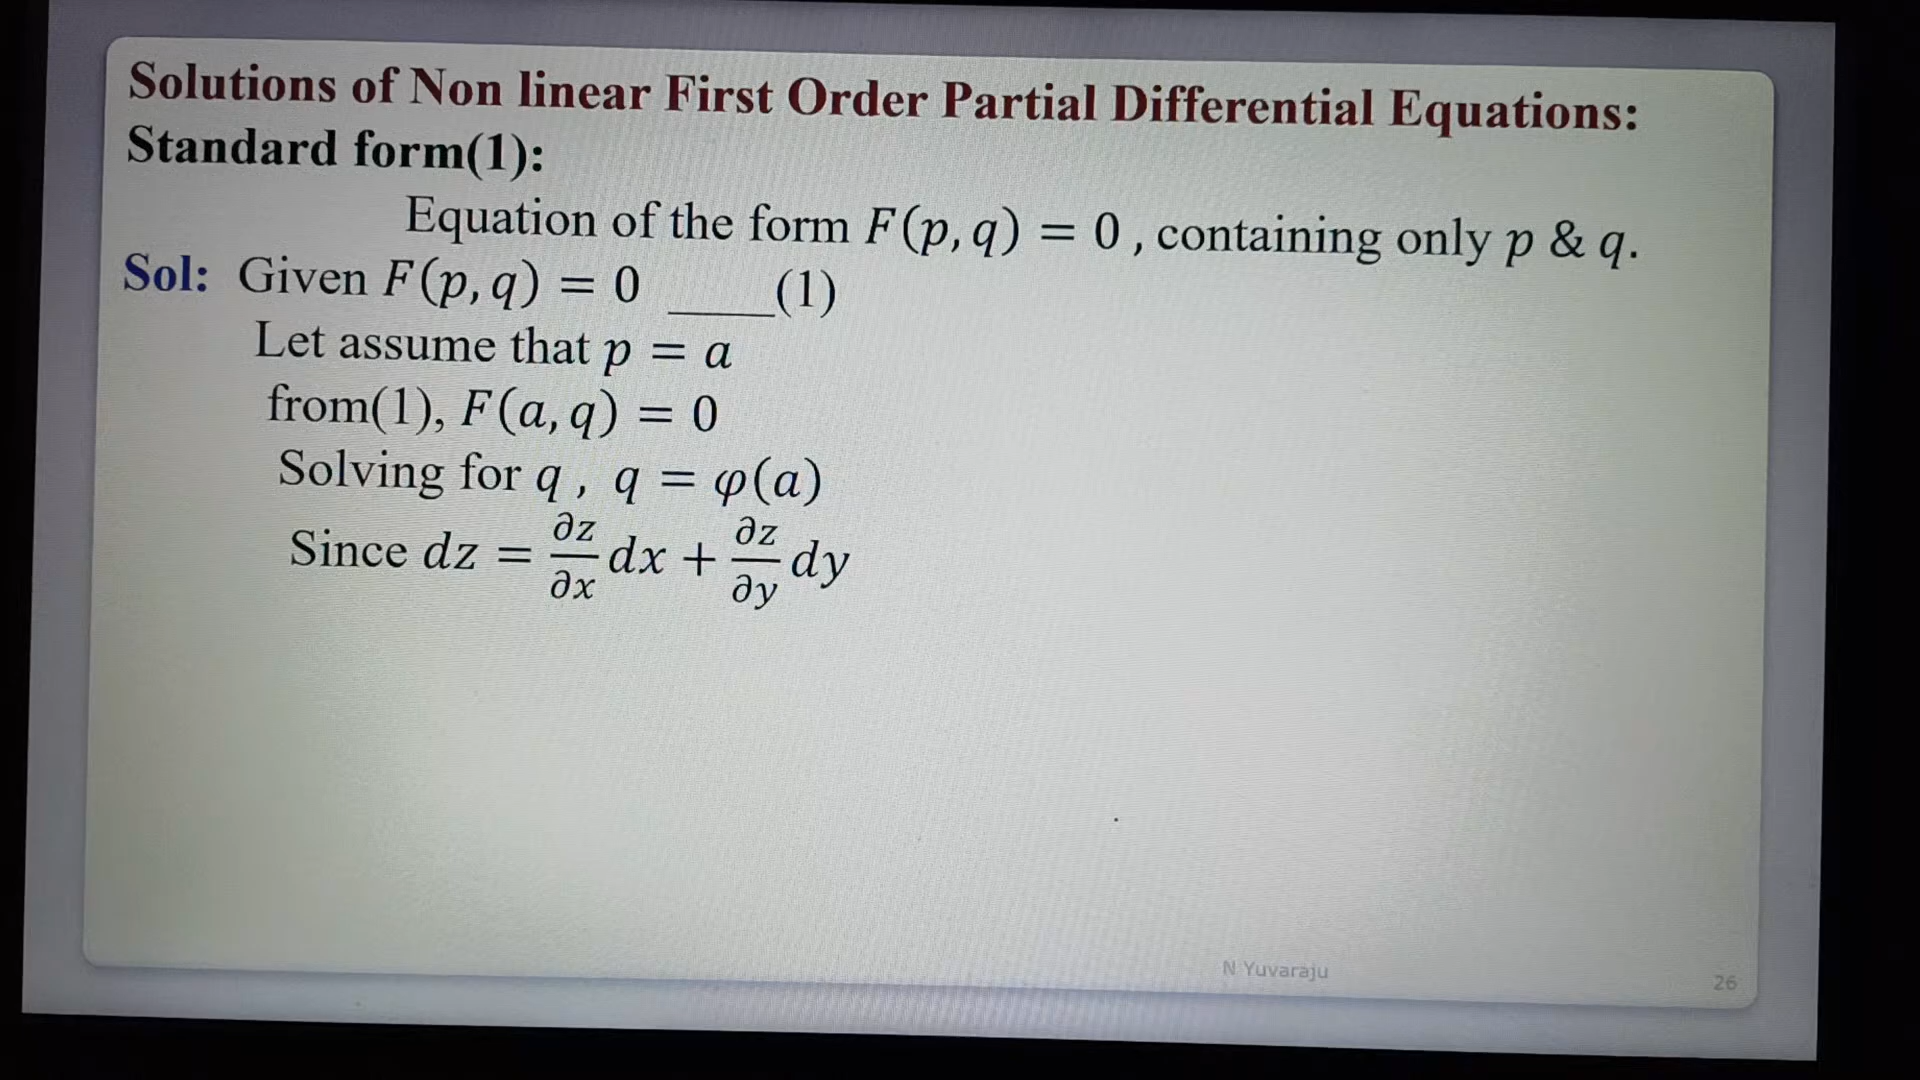 Solutions of Non linear First Order Partial Differential Equations:
Standard form(1):
Equation of the form F(p, q) = 0 , containing only p & q.
Sol: Given F(p, q) = 0 ____(1)
Let assume that p = a
from(1), F(a, q) = 0
Solving for q , q = φ(a)
Since dz = ∂z/∂x dx + ∂z/∂y dy
N Yuvaraju
26